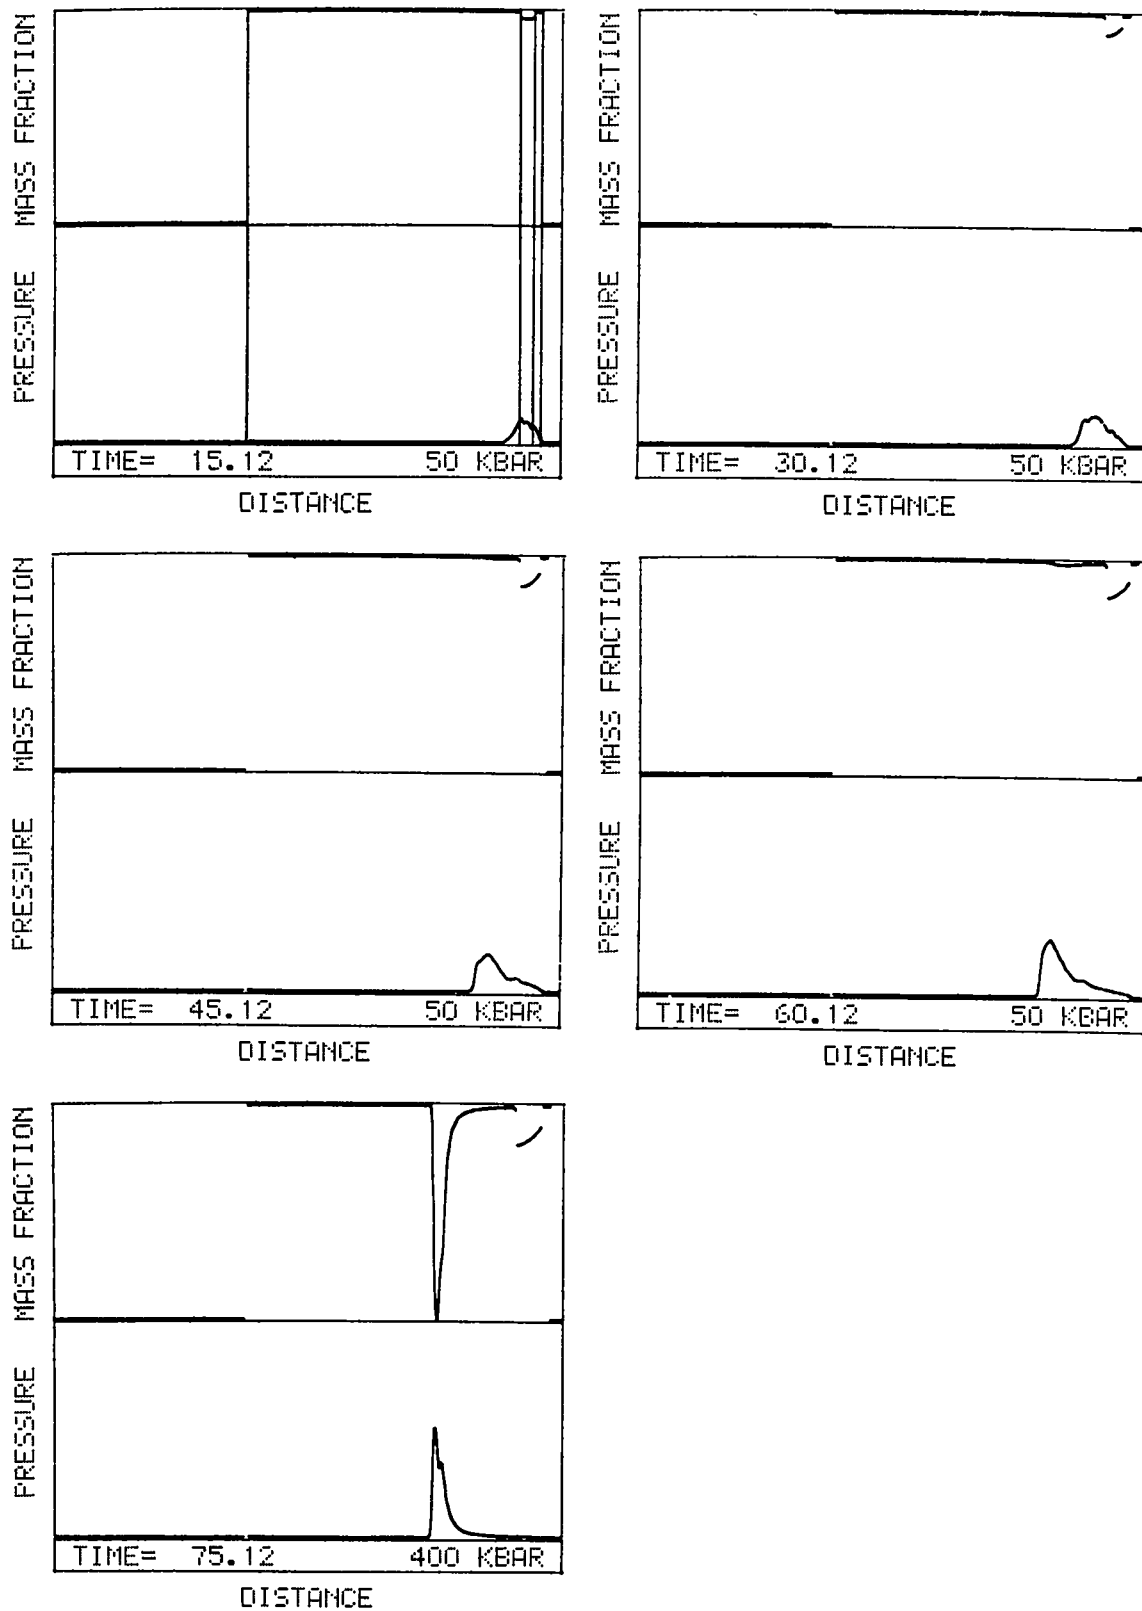 MASS FRACTION
PRESSURE
TIME= 15.12 50 KBAR
DISTANCE
MASS FRACTION
PRESSURE
TIME= 30.12 50 KBAR
DISTANCE
MASS FRACTION
PRESSURE
TIME= 45.12 50 KBAR
DISTANCE
MASS FRACTION
PRESSURE
TIME= 60.12 50 KBAR
DISTANCE
MASS FRACTION
PRESSURE
TIME= 75.12 400 KBAR
DISTANCE